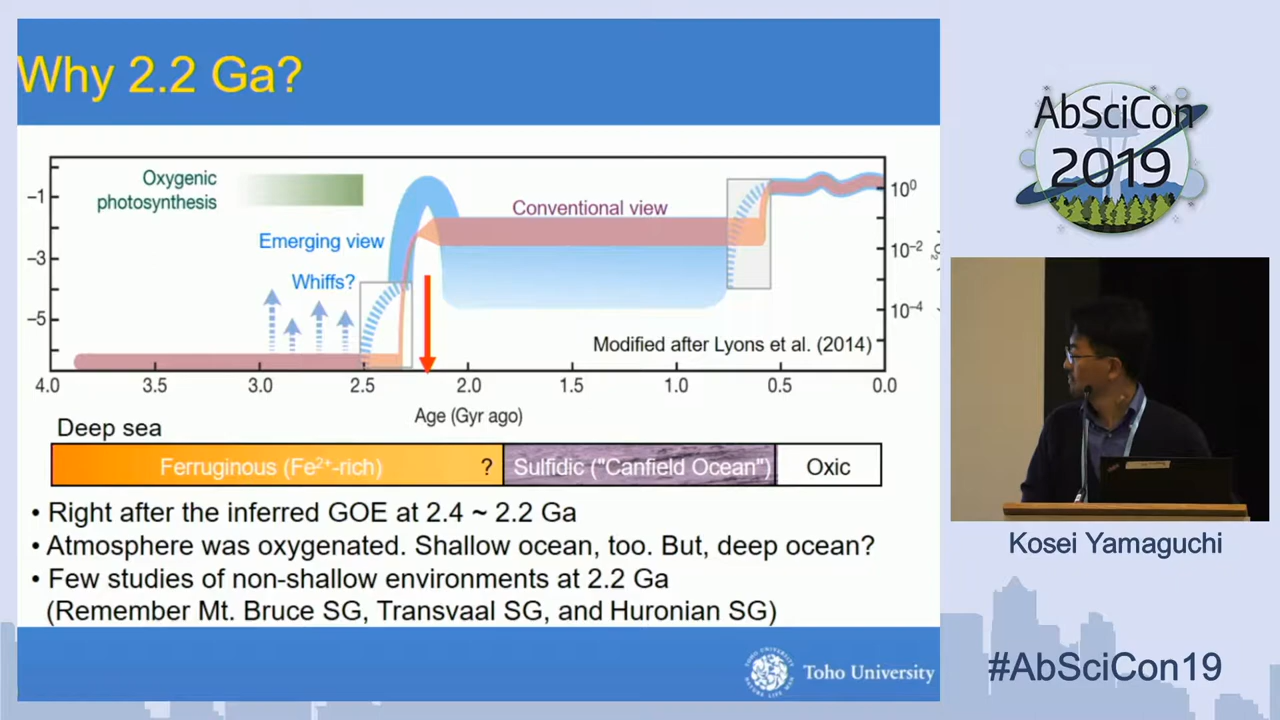 Why 2.2 Ga?
Oxygenic
photosynthesis
Emerging view
Whiffs?
Conventional view
Modified after Lyons et al. (2014)
−1
−3
−5
10⁰
10⁻²
10⁻⁴
4.0 3.5 3.0 2.5 2.0 1.5 1.0 0.5 0.0
Age (Gyr ago)
Deep sea
Ferruginous (Fe²⁺-rich) ? Sulfidic ("Canfield Ocean") Oxic
• Right after the inferred GOE at 2.4 ~ 2.2 Ga
• Atmosphere was oxygenated. Shallow ocean, too. But, deep ocean?
• Few studies of non-shallow environments at 2.2 Ga
(Remember Mt. Bruce SG, Transvaal SG, and Huronian SG)
Toho University
AbSciCon
2019
Kosei Yamaguchi
#AbSciCon19